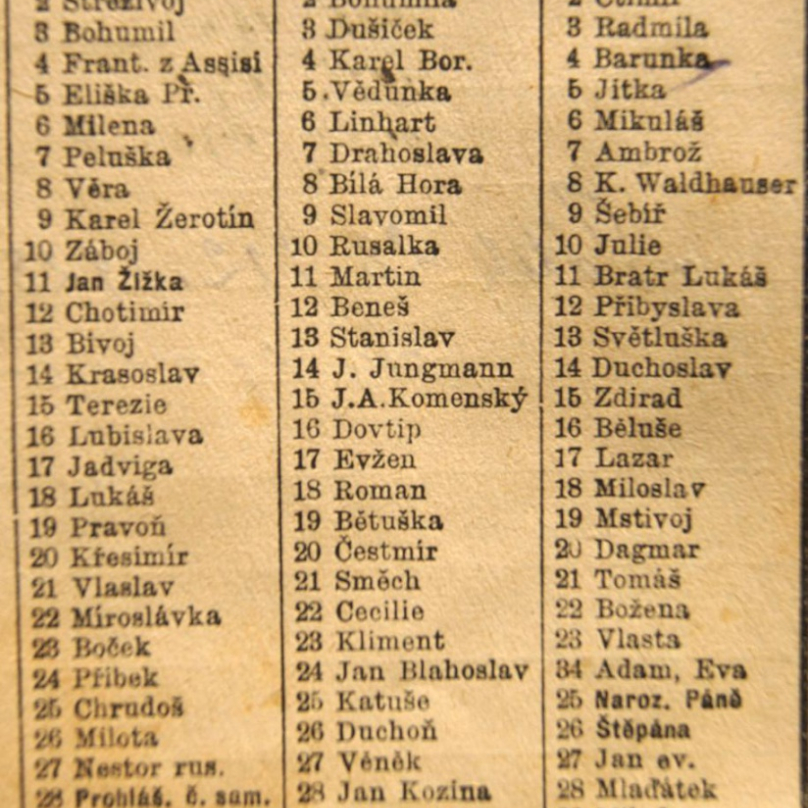 2 Střezivoj
3 Bohumil
4 Frant. z Assisi
5 Eliška Př.
6 Milena
7 Peluška
8 Věra
9 Karel Žerotín
10 Záboj
11 Jan Žižka
12 Chotimír
13 Bivoj
14 Krasoslav
15 Terezie
16 Lubislava
17 Jadviga
18 Lukáš
19 Pravoň
20 Křesimír
21 Vlaslav
22 Miroslávka
23 Boček
24 Přibek
25 Chrudoš
26 Milota
27 Nestor rus.
28 Prohláš. č. sam.
2 Bohumila
3 Dušiček
4 Karel Bor.
5 Vědunka
6 Linhart
7 Drahoslava
8 Bílá Hora
9 Slavomil
10 Rusalka
11 Martin
12 Beneš
13 Stanislav
14 J. Jungmann
15 J.A.Komenský
16 Dovtip
17 Evžen
18 Roman
19 Bětuška
20 Čestmír
21 Směch
22 Cecilie
23 Kliment
24 Jan Blahoslav
25 Katuše
26 Duchoň
27 Věněk
28 Jan Kozina
2
3 Radmila
4 Barunka
5 Jitka
6 Mikuláš
7 Ambrož
8 K. Waldhauser
9 Šebíř
10 Julie
11 Bratr Lukáš
12 Přibyslava
13 Světluška
14 Duchoslav
15 Zdirad
16 Běluše
17 Lazar
18 Miloslav
19 Mstivoj
20 Dagmar
21 Tomáš
22 Božena
23 Vlasta
34 Adam, Eva
25 Naroz. Páně
26 Štěpána
27 Jan ev.
28 Mlaďátek